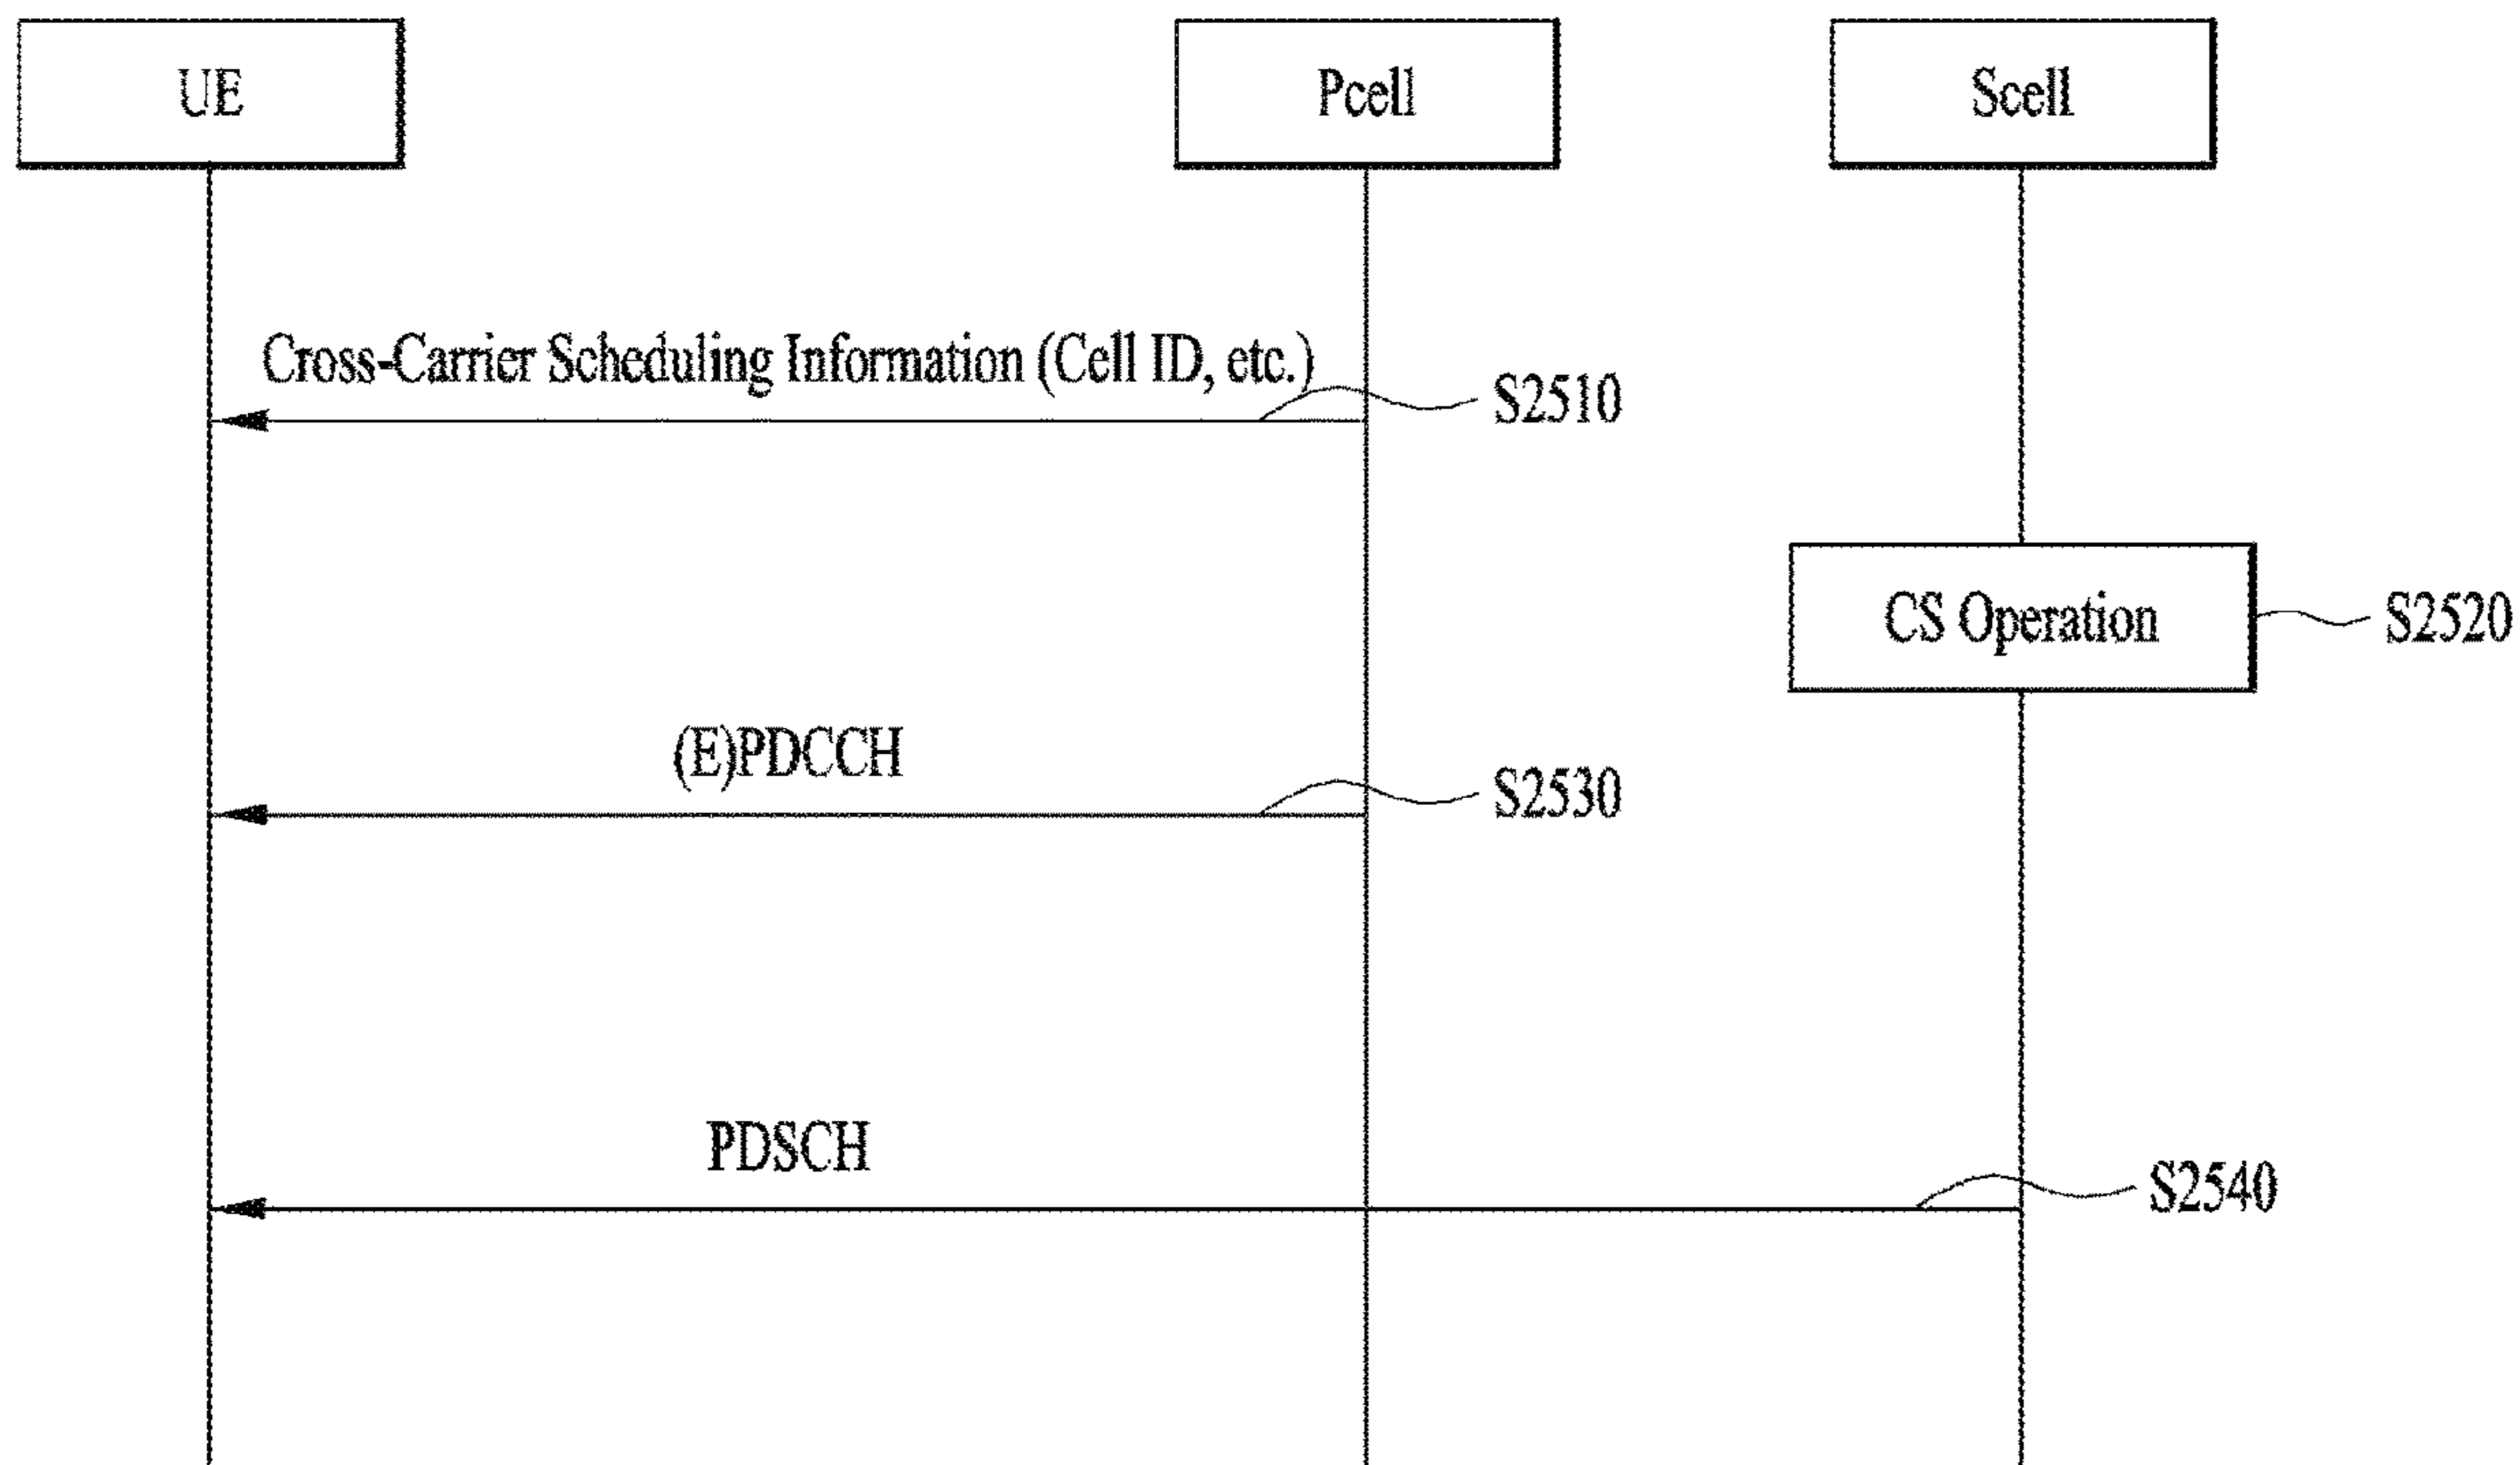 UE
Pcell
Scell
Cross-Carrier Scheduling Information (Cell ID, etc.)
S2510
CS Operation
S2520
(E)PDCCH
S2530
PDSCH
S2540